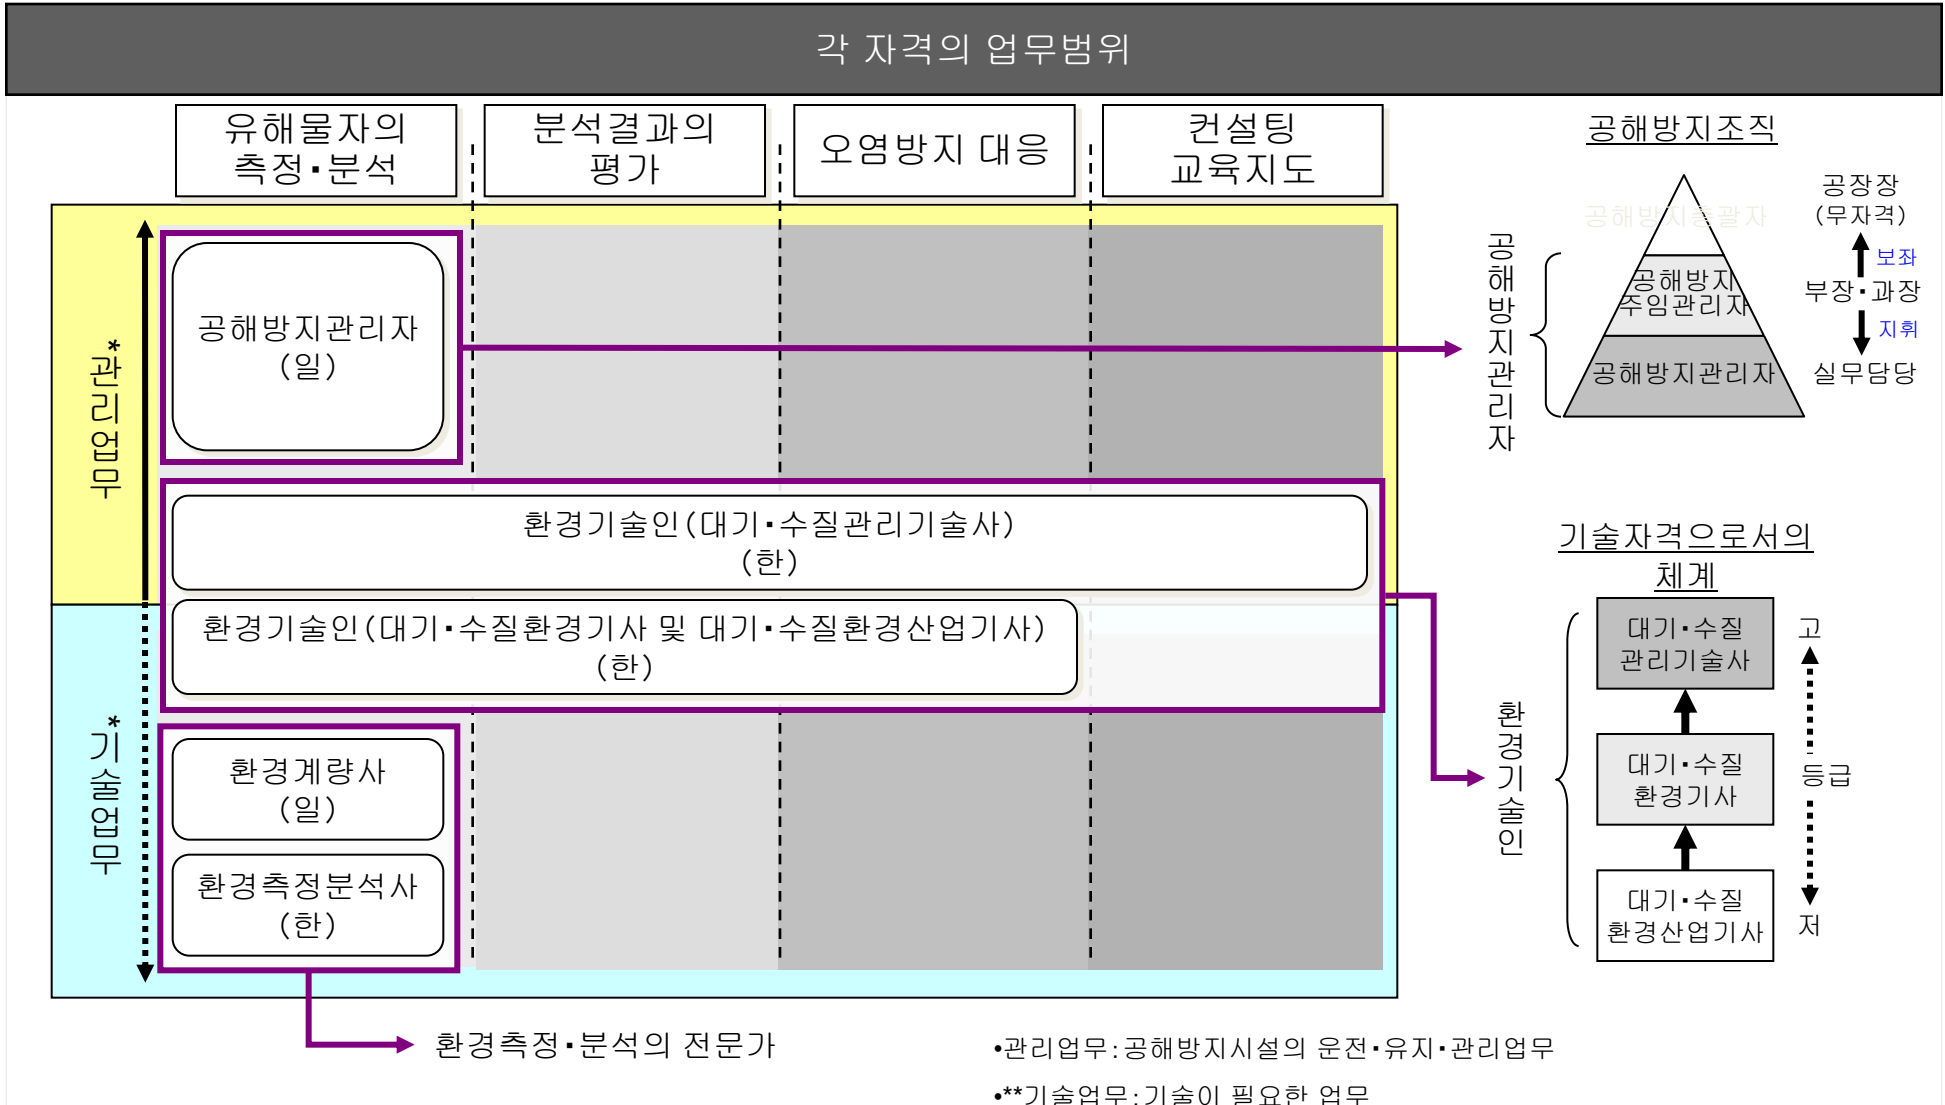 각 자격의 업무범위
유해물자의
측정▪분석
분석결과의
평가
오염방지 대응
컨설팅
교육지도
공해방지조직
공해방지총괄자
공장장
(무자격)
보좌
공해방지
주임관리자
부장▪과장
지휘
공해방지관리자
실무담당
공해방지관리자
*관리업무
공해방지관리자
(일)
환경기술인(대기▪수질관리기술사)
(한)
환경기술인(대기▪수질환경기사 및 대기▪수질환경산업기사)
(한)
*기술업무
환경계량사
(일)
환경측정분석사
(한)
기술자격으로서의
체계
대기▪수질
관리기술사
고
대기▪수질
환경기사
등급
대기▪수질
환경산업기사
저
환경기술인
환경측정▪분석의 전문가
•관리업무:공해방지시설의 운전▪유지▪관리업무
•**기술업무:기술이 필요한 업무